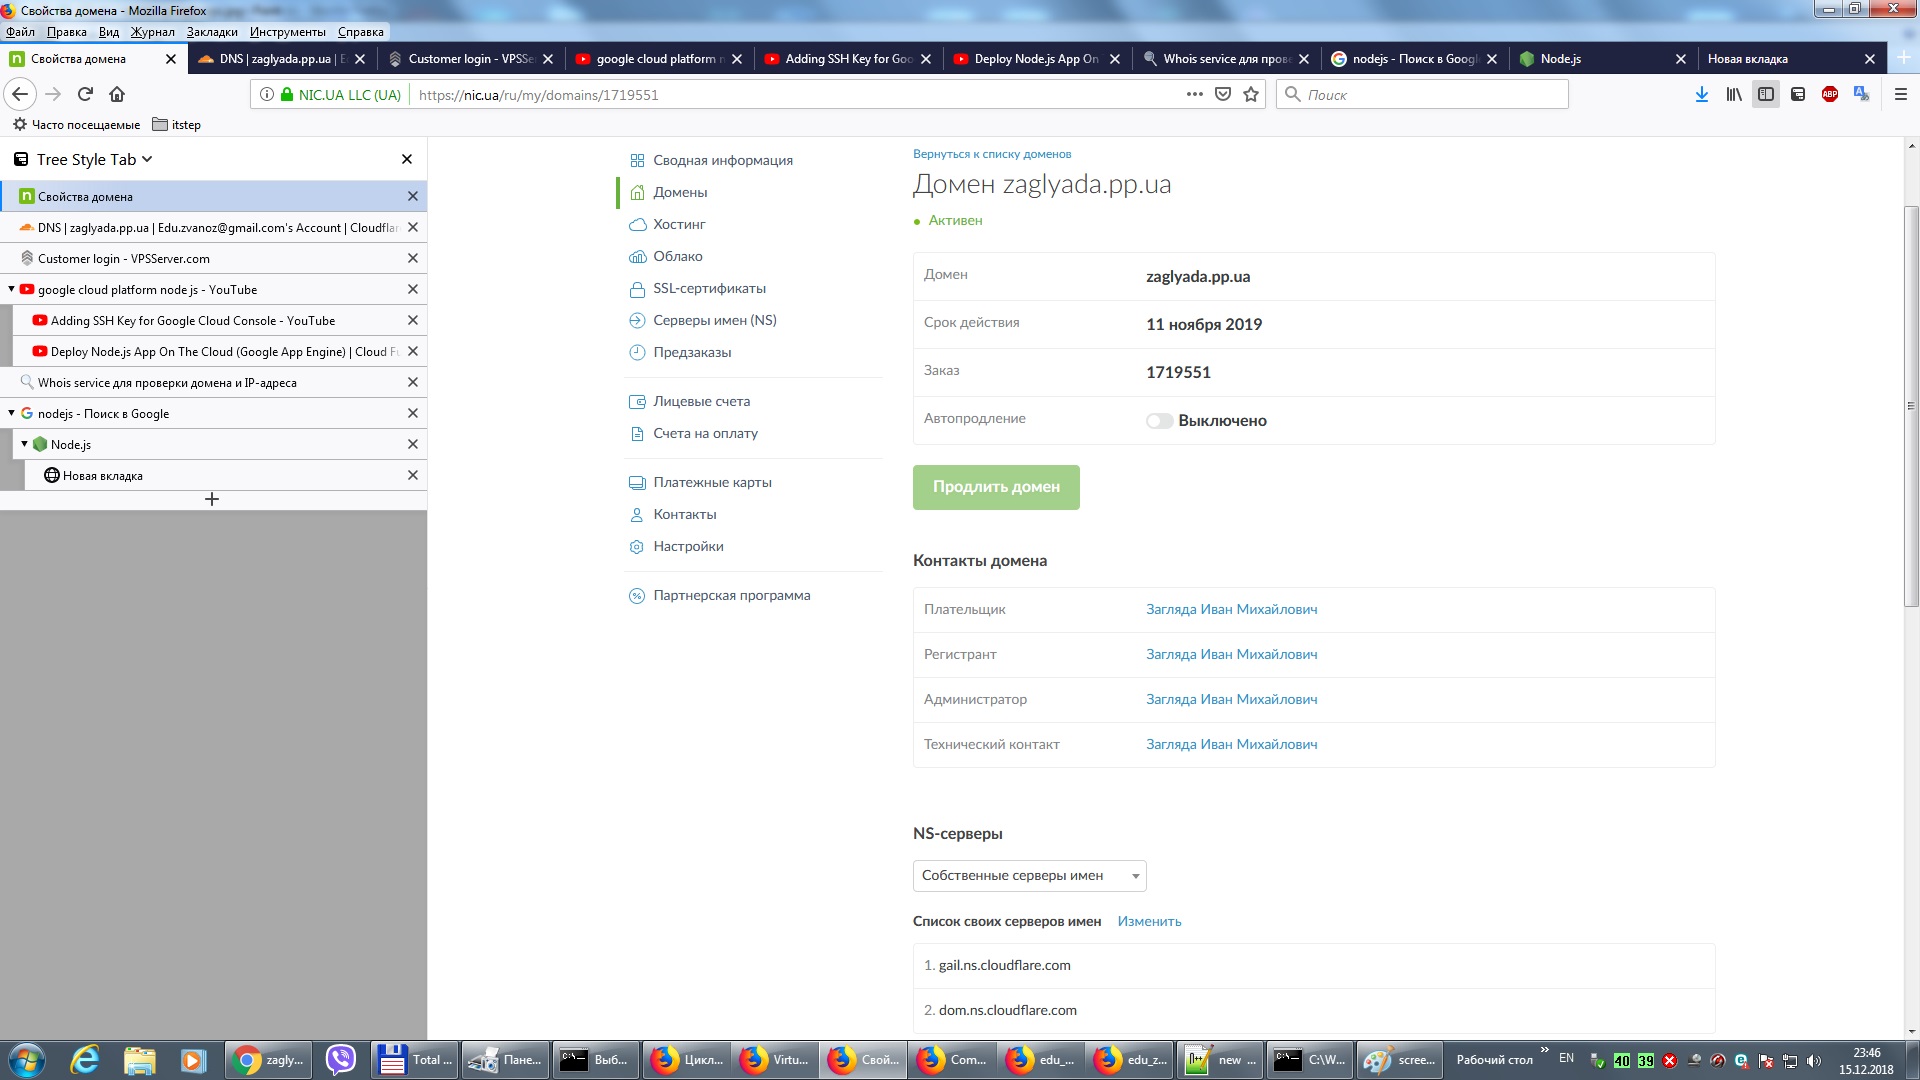 Свойства домена - Mozilla Firefox
Файл Правка Вид Журнал Закладки Инструменты Справка
Свойства домена
DNS | zaglyada.pp.ua |
Customer login - VPSSe
google cloud platform n
Adding SSH Key for Goo
Deploy Node.js App On
Whois service для прове
nodejs - Поиск в Googl
Node.js
Новая вкладка
NIC.UA LLC (UA) https://nic.ua/ru/my/domains/1719551
Поиск
ABP
Часто посещаемые itstep
Tree Style Tab
Свойства домена
DNS | zaglyada.pp.ua | Edu.zvanoz@gmail.com's Account | Cloudflar
Customer login - VPSServer.com
google cloud platform node js - YouTube
Adding SSH Key for Google Cloud Console - YouTube
Deploy Node.js App On The Cloud (Google App Engine) | Cloud Fu
Whois service для проверки домена и IP-адреса
nodejs - Поиск в Google
Node.js
Новая вкладка
Сводная информация
Домены
Хостинг
Облако
SSL-сертификаты
Серверы имен (NS)
Предзаказы
Лицевые счета
Счета на оплату
Платежные карты
Контакты
Настройки
Партнерская программа
Вернуться к списку доменов
Домен zaglyada.pp.ua
Активен
Домен zaglyada.pp.ua
Срок действия 11 ноября 2019
Заказ 1719551
Автопродление Выключено
Продлить домен
Контакты домена
Плательщик Загляда Иван Михайлович
Регистрант Загляда Иван Михайлович
Администратор Загляда Иван Михайлович
Технический контакт Загляда Иван Михайлович
NS-серверы
Собственные серверы имен
Список своих серверов имен Изменить
1. gail.ns.cloudflare.com
2. dom.ns.cloudflare.com
zagly... Total ... Пане... Выб... Цикл... Virtu... Свой... Com... edu_... edu_z... new ... C:\W... scree... Рабочий стол » EN 40 39
23:46
15.12.2018